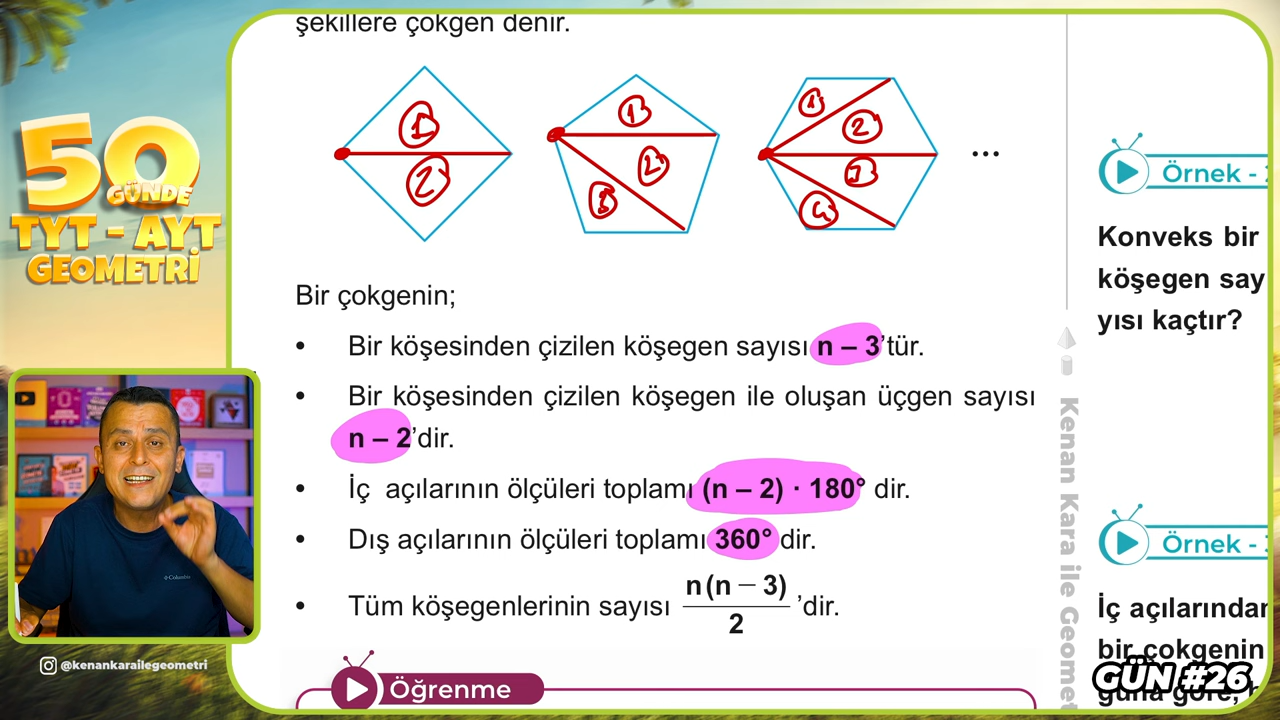 şekillere çokgen denir.
50
GÜNDE
TYT - AYT
GEOMETRİ
1
2
1
2
3
1
2
3
4
...
Bir çokgenin;
• Bir köşesinden çizilen köşegen sayısı n – 3'tür.
• Bir köşesinden çizilen köşegen ile oluşan üçgen sayısı
n – 2'dir.
• İç açılarının ölçüleri toplamı (n – 2) · 180° dir.
• Dış açılarının ölçüleri toplamı 360° dir.
• Tüm köşegenlerinin sayısı n(n – 3)/2 'dir.
Öğrenme
Kenan Kara ile Geomet
Örnek -
Konveks bir
köşegen say
yısı kaçtır?
Örnek -
İç açılarından
bir çokgenin
GÜN #26
Columbia
@kenankarailegeometri